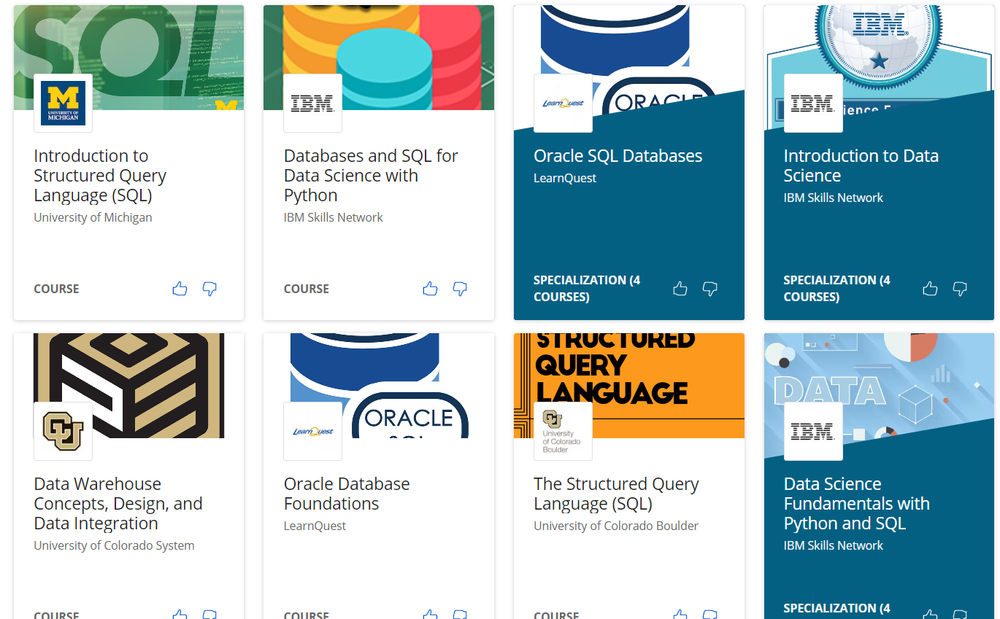 SQL
M
UNIVERSITY OF
MICHIGAN
Introduction to
Structured Query
Language (SQL)
University of Michigan
COURSE
IBM
Databases and SQL for
Data Science with
Python
IBM Skills Network
COURSE
ORACLE
LearnQuest
Oracle SQL Databases
LearnQuest
SPECIALIZATION (4
COURSES)
IBM
IBM
Introduction to Data
Science
IBM Skills Network
SPECIALIZATION (4
COURSES)
CU
Data Warehouse
Concepts, Design, and
Data Integration
University of Colorado System
COURSE
ORACLE
LearnQuest
Oracle Database
Foundations
LearnQuest
COURSE
STRUCTURED
QUERY
LANGUAGE
CU
University
of Colorado
Boulder
The Structured Query
Language (SQL)
University of Colorado Boulder
COURSE
DATA
IBM
Data Science
Fundamentals with
Python and SQL
IBM Skills Network
SPECIALIZATION (4